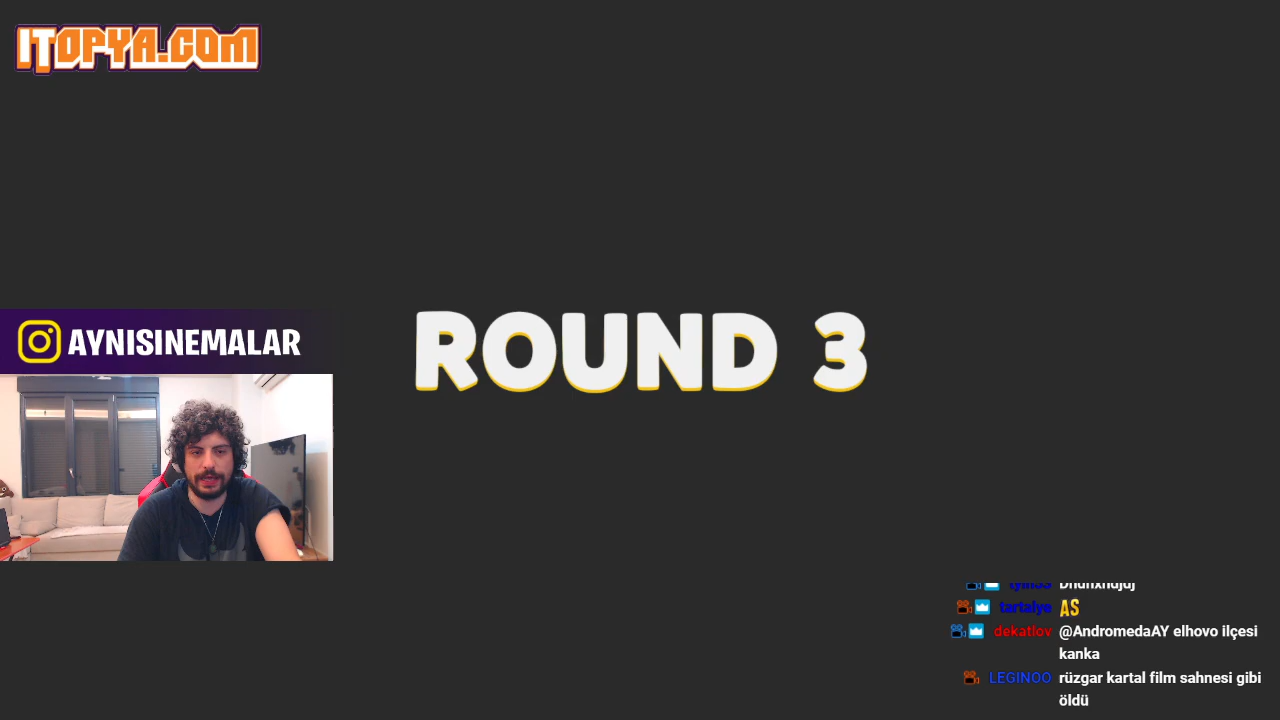 ITOPYA.COM
ROUND 3
AYNISINEMALAR
tartalye AS
dekatlov @AndromedaAY elhovo ilçesi
kanka
LEGINOO rüzgar kartal film sahnesi gibi
öldü